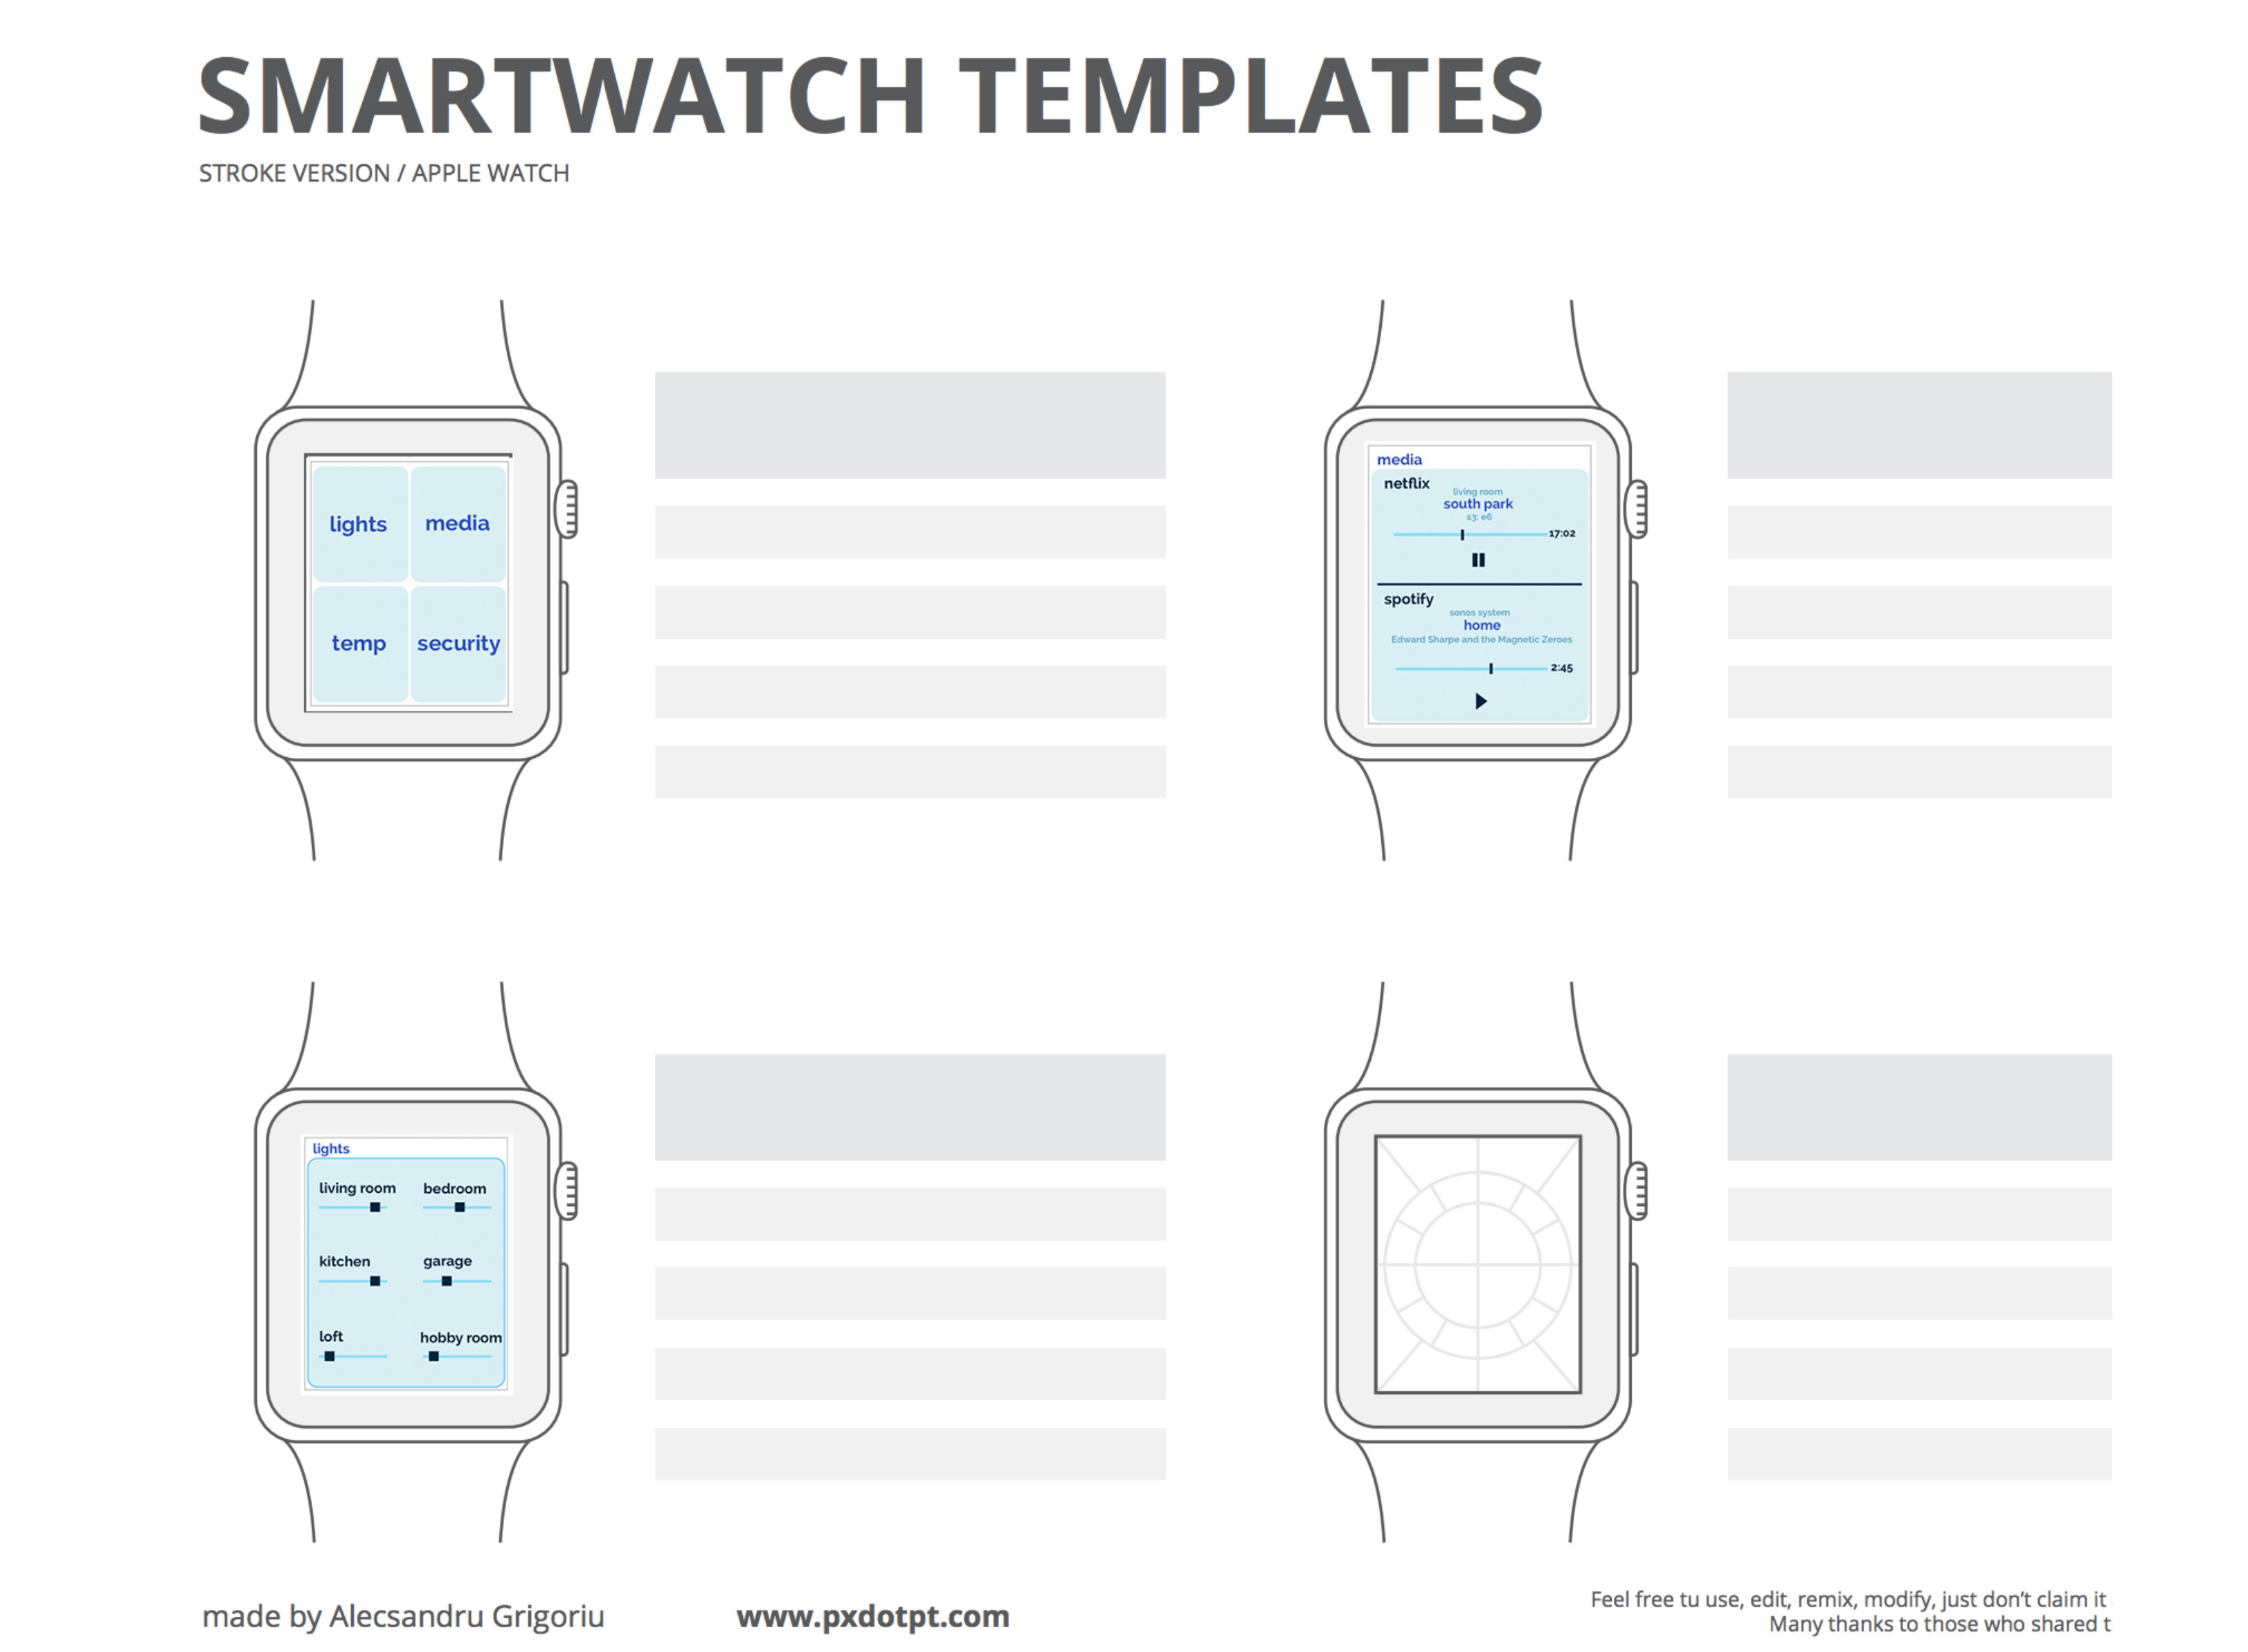 SMARTWATCH TEMPLATES
STROKE VERSION / APPLE WATCH
lights media
temp security
media
netflix
living room
south park
s3: e6
17:02
spotify
sonos system
home
Edward Sharpe and the Magnetic Zeroes
2:45
lights
living room bedroom
kitchen garage
loft hobby room
made by Alecsandru Grigoriu
www.pxdotpt.com
Feel free tu use, edit, remix, modify, just don't claim it
Many thanks to those who shared t